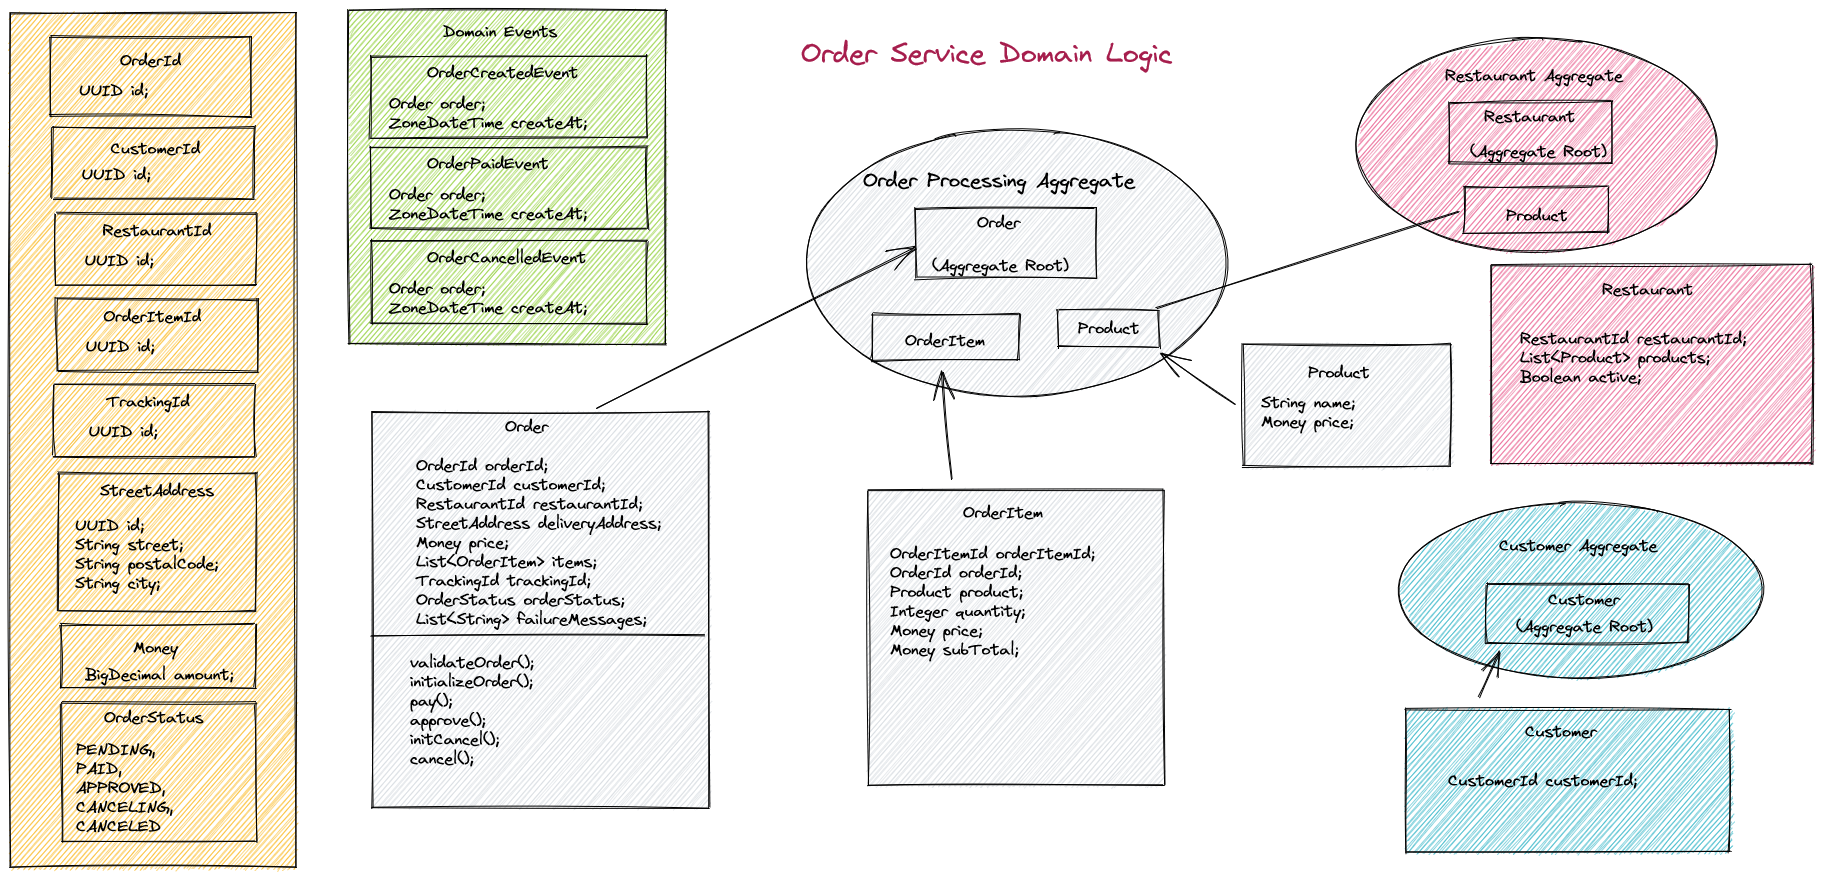 OrderId
UUID id;
CustomerId
UUID id;
RestaurantId
UUID id;
OrderItemId
UUID id;
TrackingId
UUID id;
StreetAddress
UUID id;
String street;
String postalCode;
String city;
Money
BigDecimal amount;
OrderStatus
PENDING,
PAID,
APPROVED,
CANCELING,
CANCELED
Domain Events
OrderCreatedEvent
Order order;
ZoneDateTime createAt;
OrderPaidEvent
Order order;
ZoneDateTime createAt;
OrderCancelledEvent
Order order;
ZoneDateTime createAt;
Order Service Domain Logic
Order Processing Aggregate
Order
(Aggregate Root)
OrderItem
Product
Restaurant Aggregate
Restaurant
(Aggregate Root)
Product
Order
OrderId orderId;
CustomerId customerId;
RestaurantId restaurantId;
StreetAddress deliveryAddress;
Money price;
List<OrderItem> items;
TrackingId trackingId;
OrderStatus orderStatus;
List<String> failureMessages;
validateOrder();
initializeOrder();
pay();
approve();
initCancel();
cancel();
OrderItem
OrderItemId orderItemId;
OrderId orderId;
Product product;
Integer quantity;
Money price;
Money subTotal;
Product
String name;
Money price;
Restaurant
RestaurantId restaurantId;
List<Product> products;
Boolean active;
Customer Aggregate
Customer
(Aggregate Root)
Customer
CustomerId customerId;